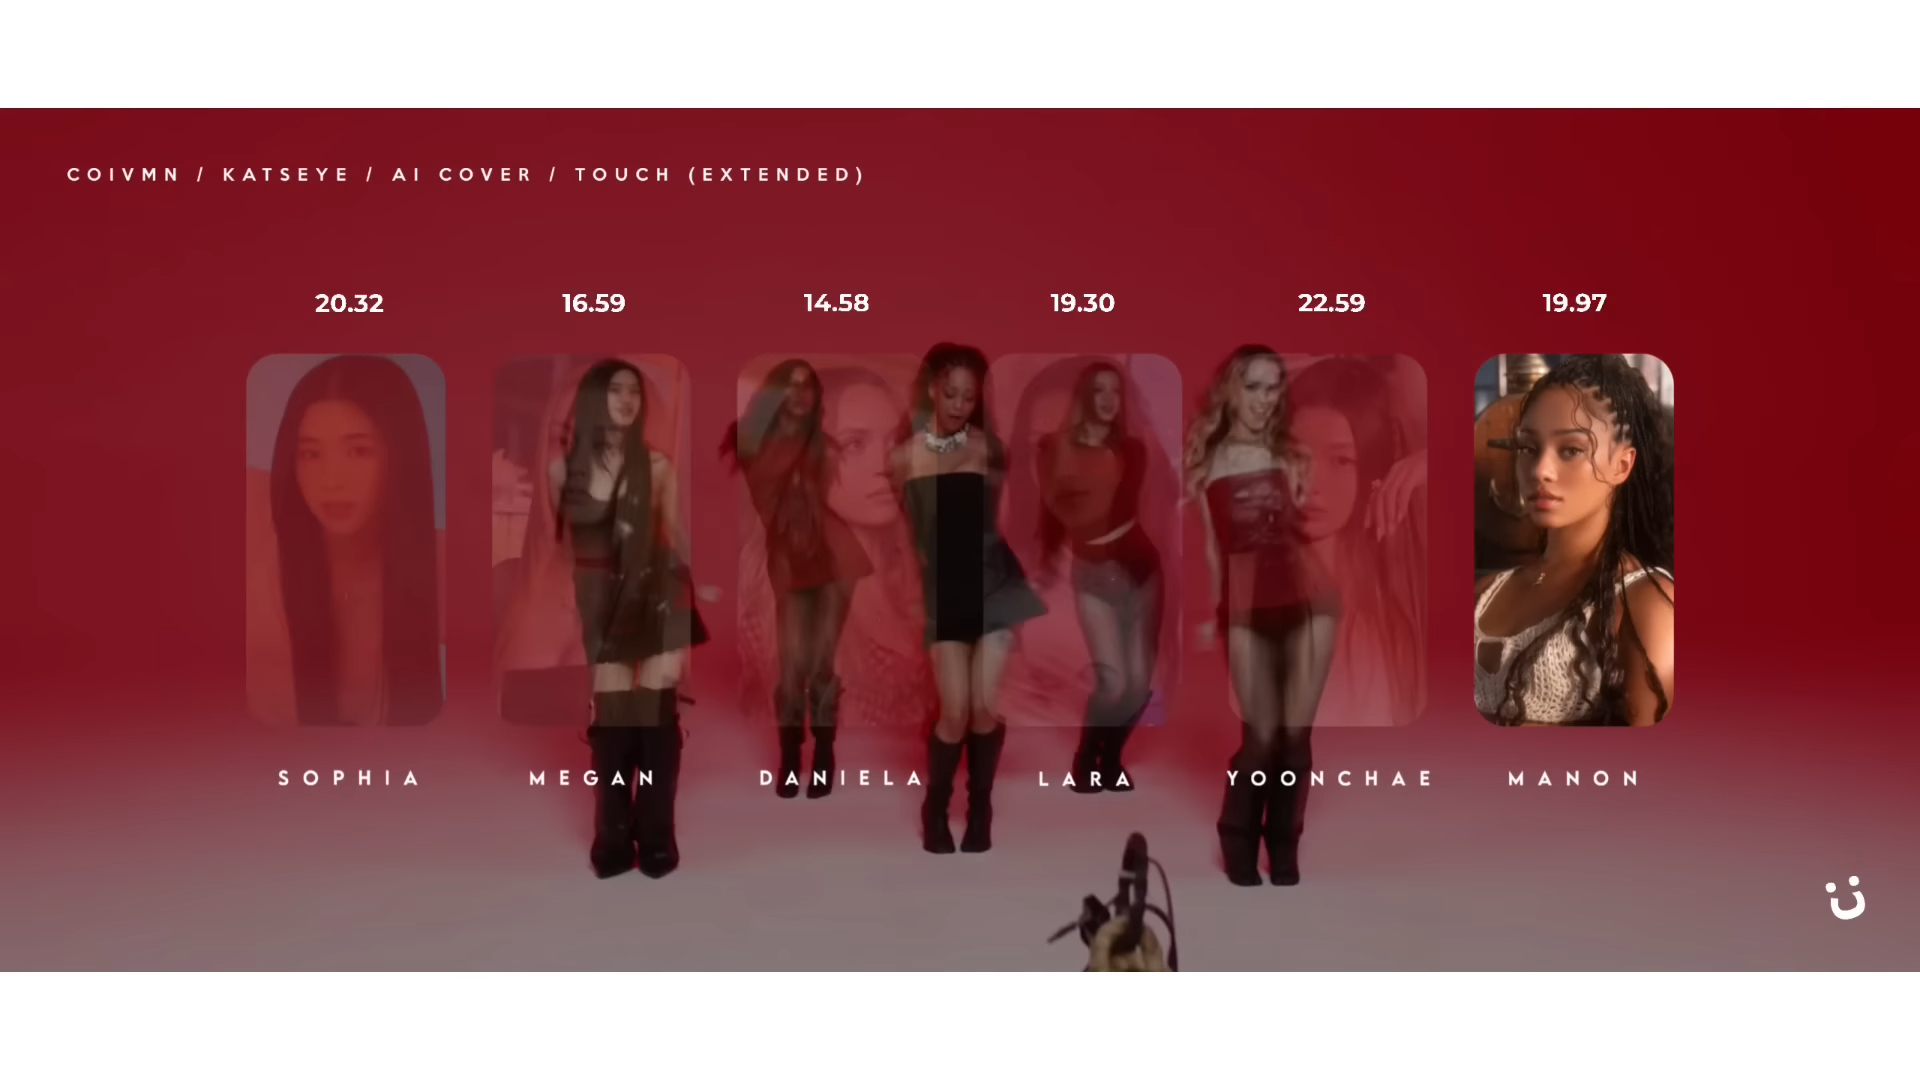 COIVMN / KATSEYE / AI COVER / TOUCH (EXTENDED)
20.32 16.59 14.58 19.30 22.59 19.97
SOPHIA MEGAN DANIELA LARA YOONCHAE MANON